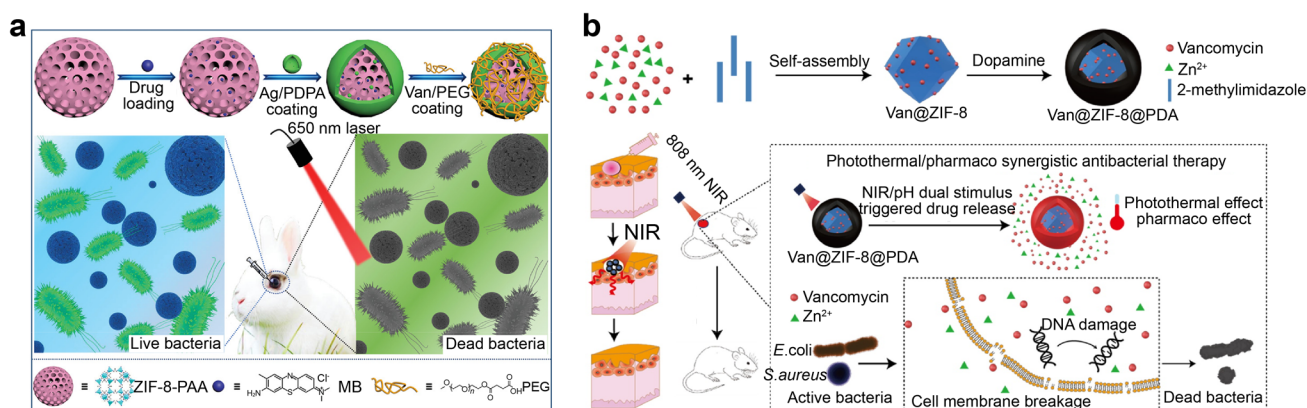 a
Drug
loading
Ag/PDPA
coating
Van/PEG
coating
650 nm laser
Live bacteria
Dead bacteria
≡
ZIF-8-PAA
≡
H₂N
N
S
Cl⁻
N⁺
MB
≡
O
O
n
O
O
OH
PEG
b
+
Self-assembly
Dopamine
Van@ZIF-8
Van@ZIF-8@PDA
Vancomycin
Zn²⁺
2-methylimidazole
808 nm NIR
NIR
Photothermal/pharmaco synergistic antibacterial therapy
NIR/pH dual stimulus
triggered drug release
Van@ZIF-8@PDA
Photothermal effect
pharmaco effect
Vancomycin
Zn²⁺
E.coli
S.aureus
Active bacteria
DNA damage
Cell membrane breakage
Dead bacteria